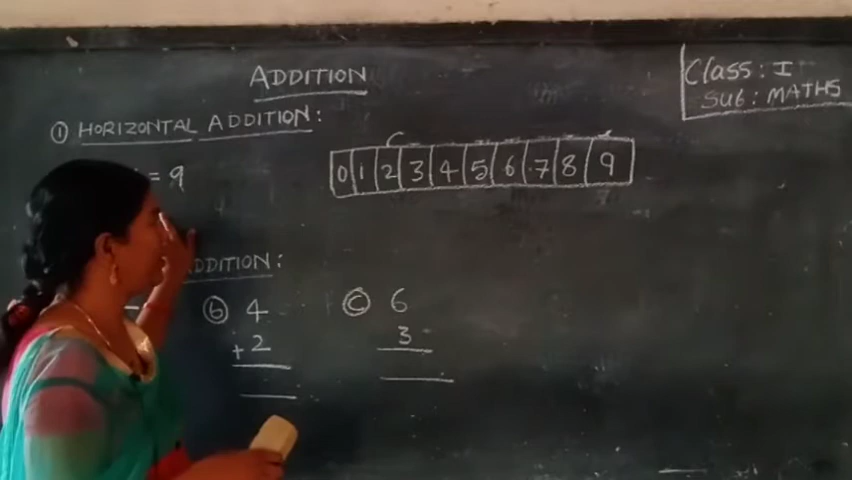 ADDITION
Class: I
Sub: MATHS
① HORIZONTAL ADDITION:
= 9
0 1 2 3 4 5 6 7 8 9
DDITION:
ⓑ 4
+ 2
ⓒ 6
3